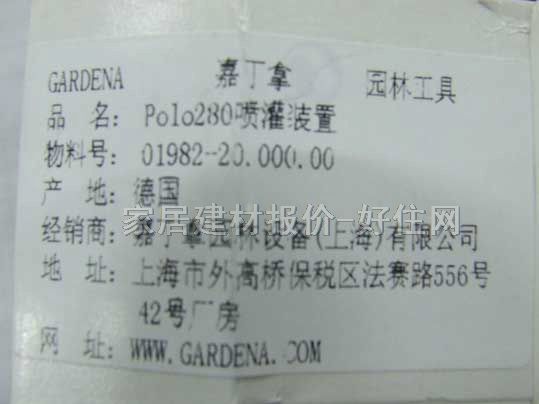 GARDENA 嘉丁拿 园林工具
品 名: Polo280喷灌装置
物料号: 01982-20.000.00
产 地: 德国
家居建材报价-好住网
经销商: 嘉丁拿园林设备(上海)有限公司
地 址: 上海市外高桥保税区法赛路556号
42号厂房
网 址: WWW.GARDENA.COM